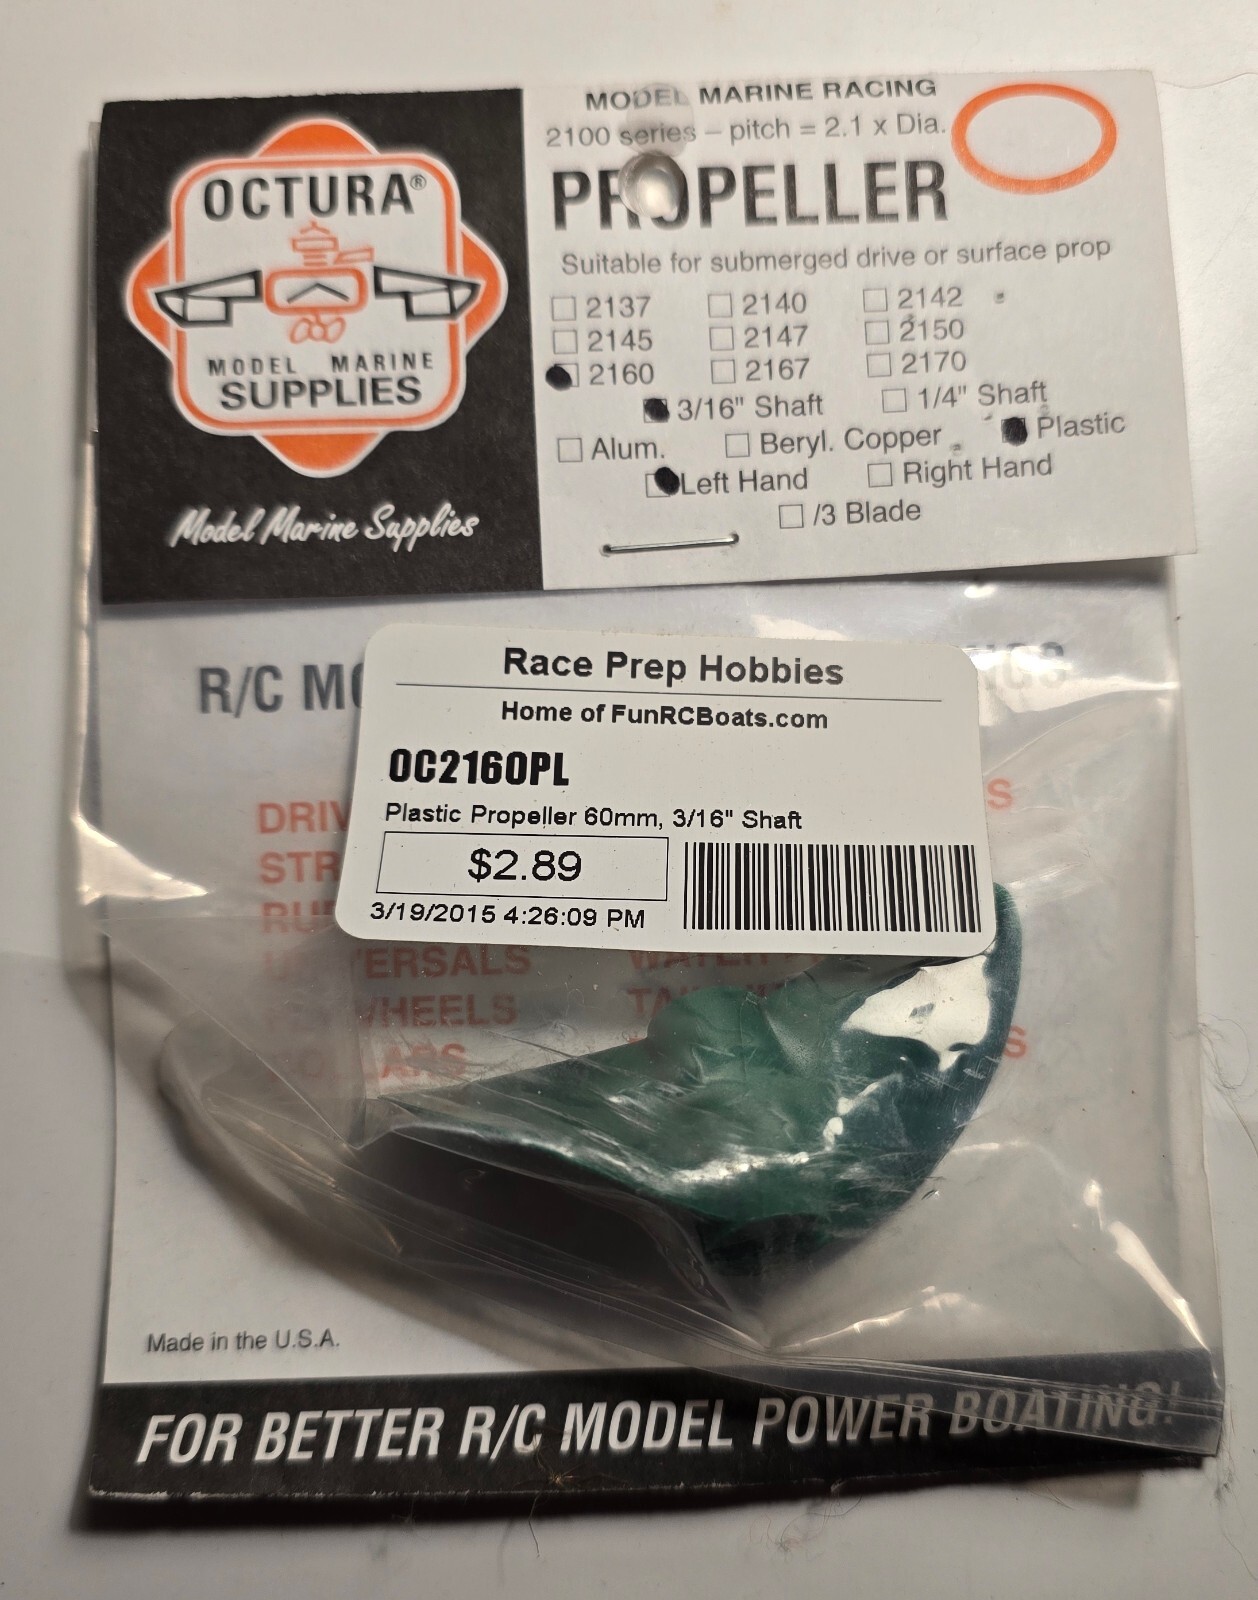 OCTURA®
MODEL MARINE
SUPPLIES
Model Marine Supplies
MODEL MARINE RACING
2100 series – pitch = 2.1 x Dia.
PROPELLER
Suitable for submerged drive or surface prop
2137 2140 2142
2145 2147 2150
2160 2167 2170
3/16" Shaft 1/4" Shaft
Alum. Beryl. Copper Plastic
Left Hand Right Hand
/3 Blade
R/C
Race Prep Hobbies
Home of FunRCBoats.com
OC2160PL
Plastic Propeller 60mm, 3/16" Shaft
$2.89
3/19/2015 4:26:09 PM
Made in the U.S.A.
FOR BETTER R/C MODEL POWER BOATING!